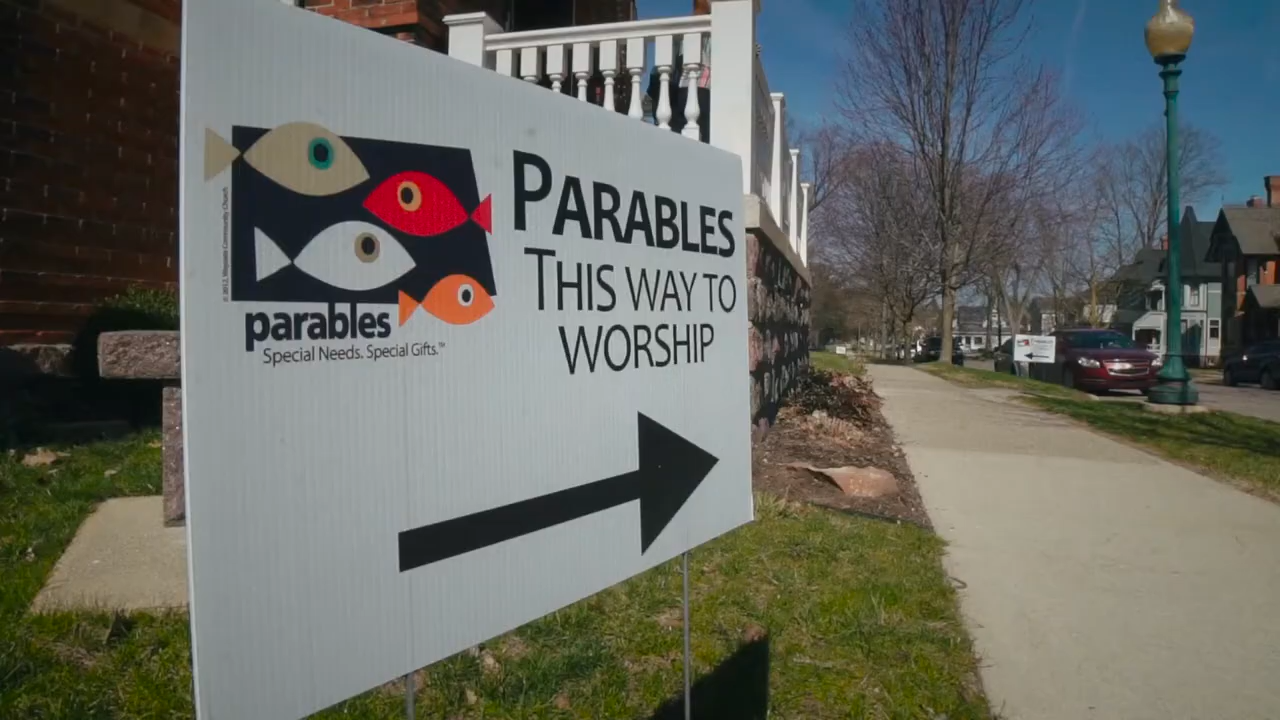 PARABLES
THIS WAY TO
WORSHIP
parables
Special Needs. Special Gifts.™